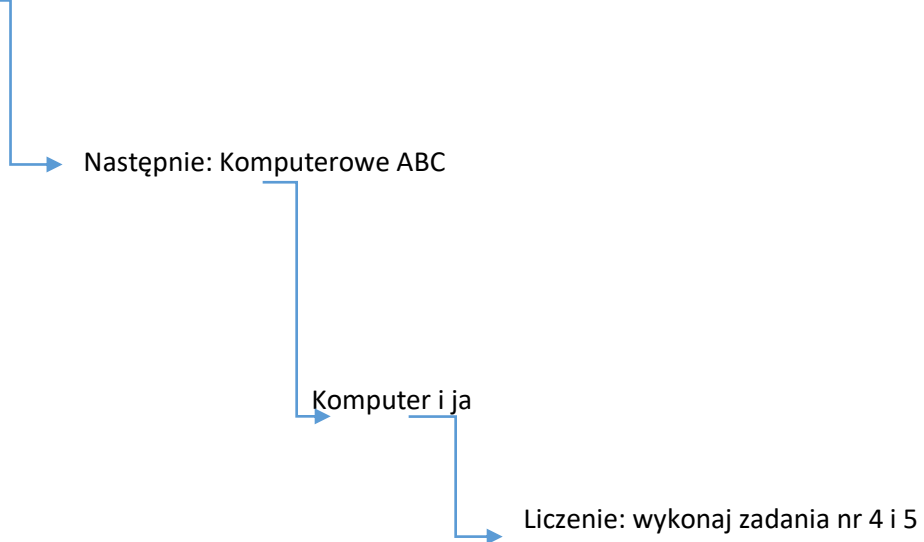 Następnie: Komputerowe ABC
Komputer i ja
Liczenie: wykonaj zadania nr 4 i 5